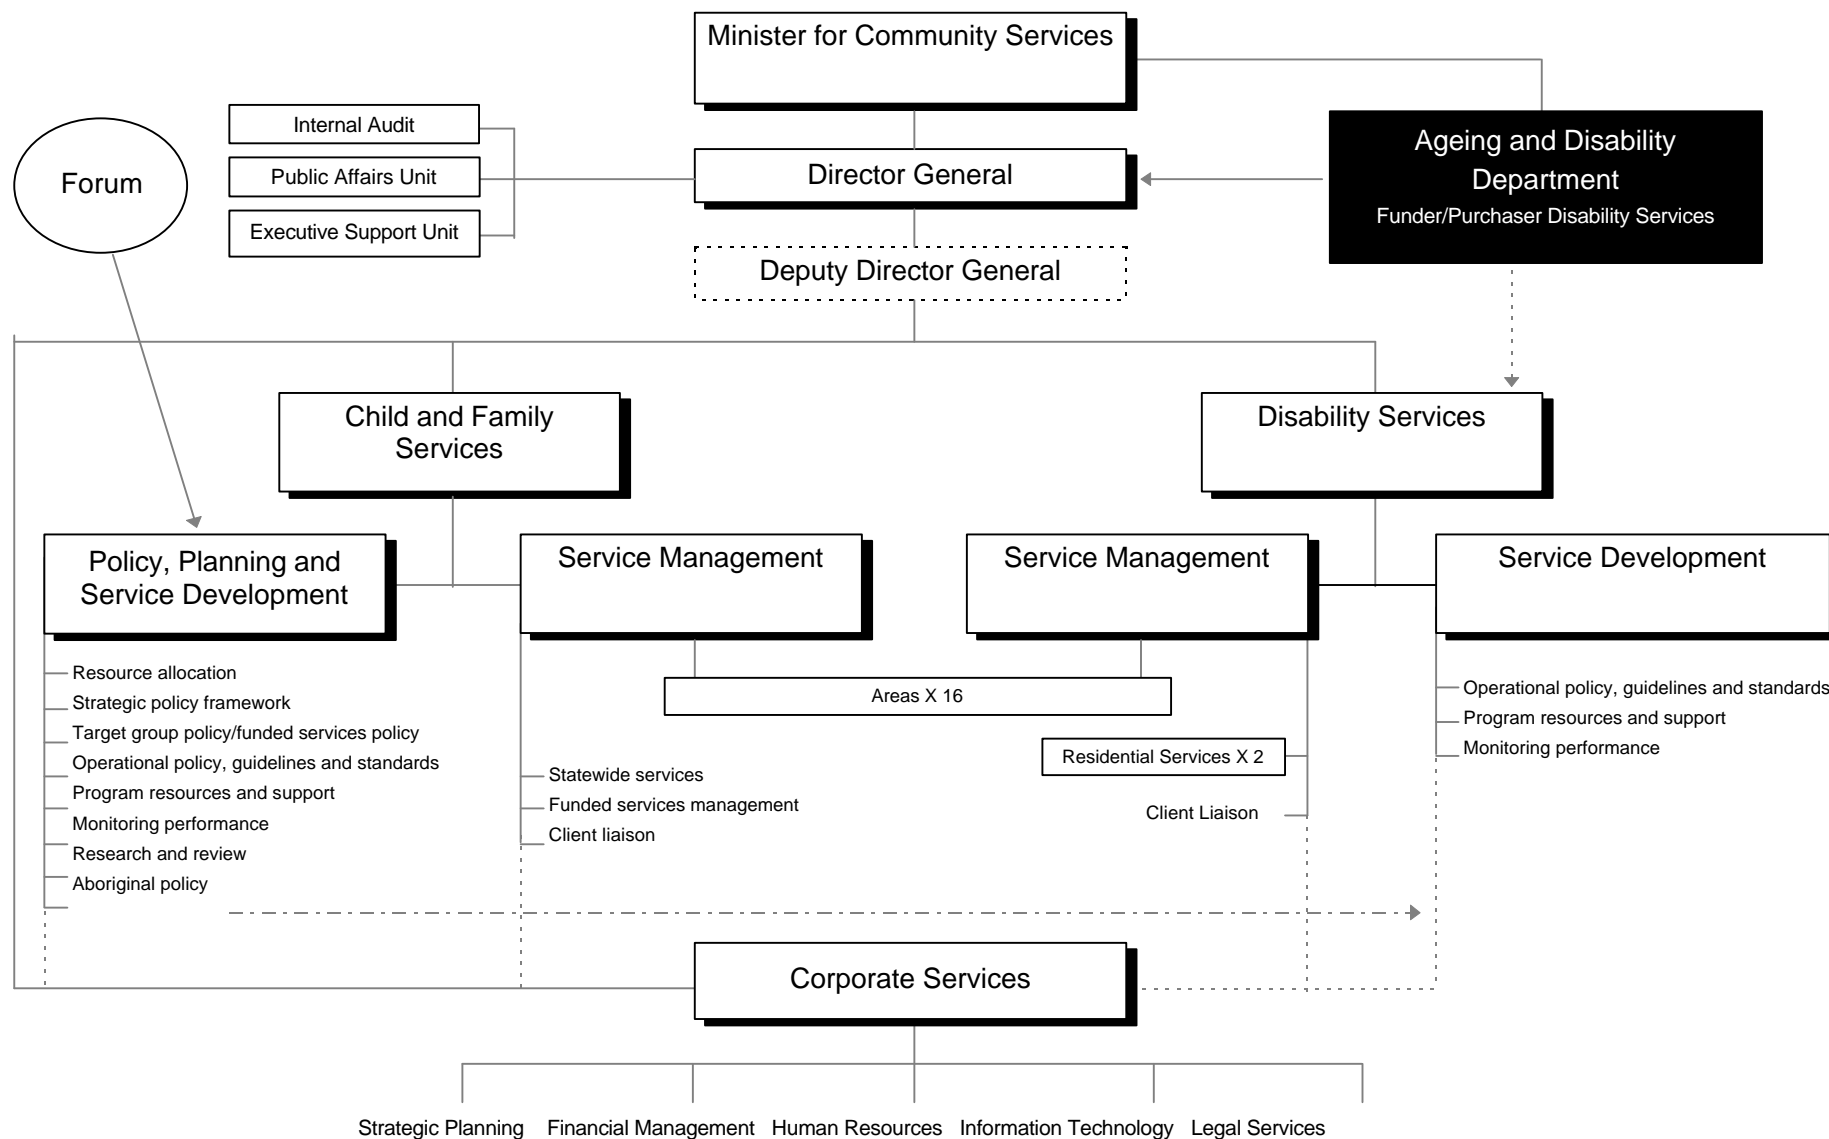 Minister for Community Services
Internal Audit
Public Affairs Unit
Executive Support Unit
Forum
Director General
Ageing and Disability
Department
Funder/Purchaser Disability Services
Deputy Director General
Child and Family
Services
Disability Services
Policy, Planning and
Service Development
Service Management
Service Management
Service Development
Resource allocation
Strategic policy framework
Target group policy/funded services policy
Operational policy, guidelines and standards
Program resources and support
Monitoring performance
Research and review
Aboriginal policy
Areas X 16
Statewide services
Funded services management
Client liaison
Residential Services X 2
Client Liaison
Operational policy, guidelines and standards
Program resources and support
Monitoring performance
Corporate Services
Strategic Planning
Financial Management
Human Resources
Information Technology
Legal Services